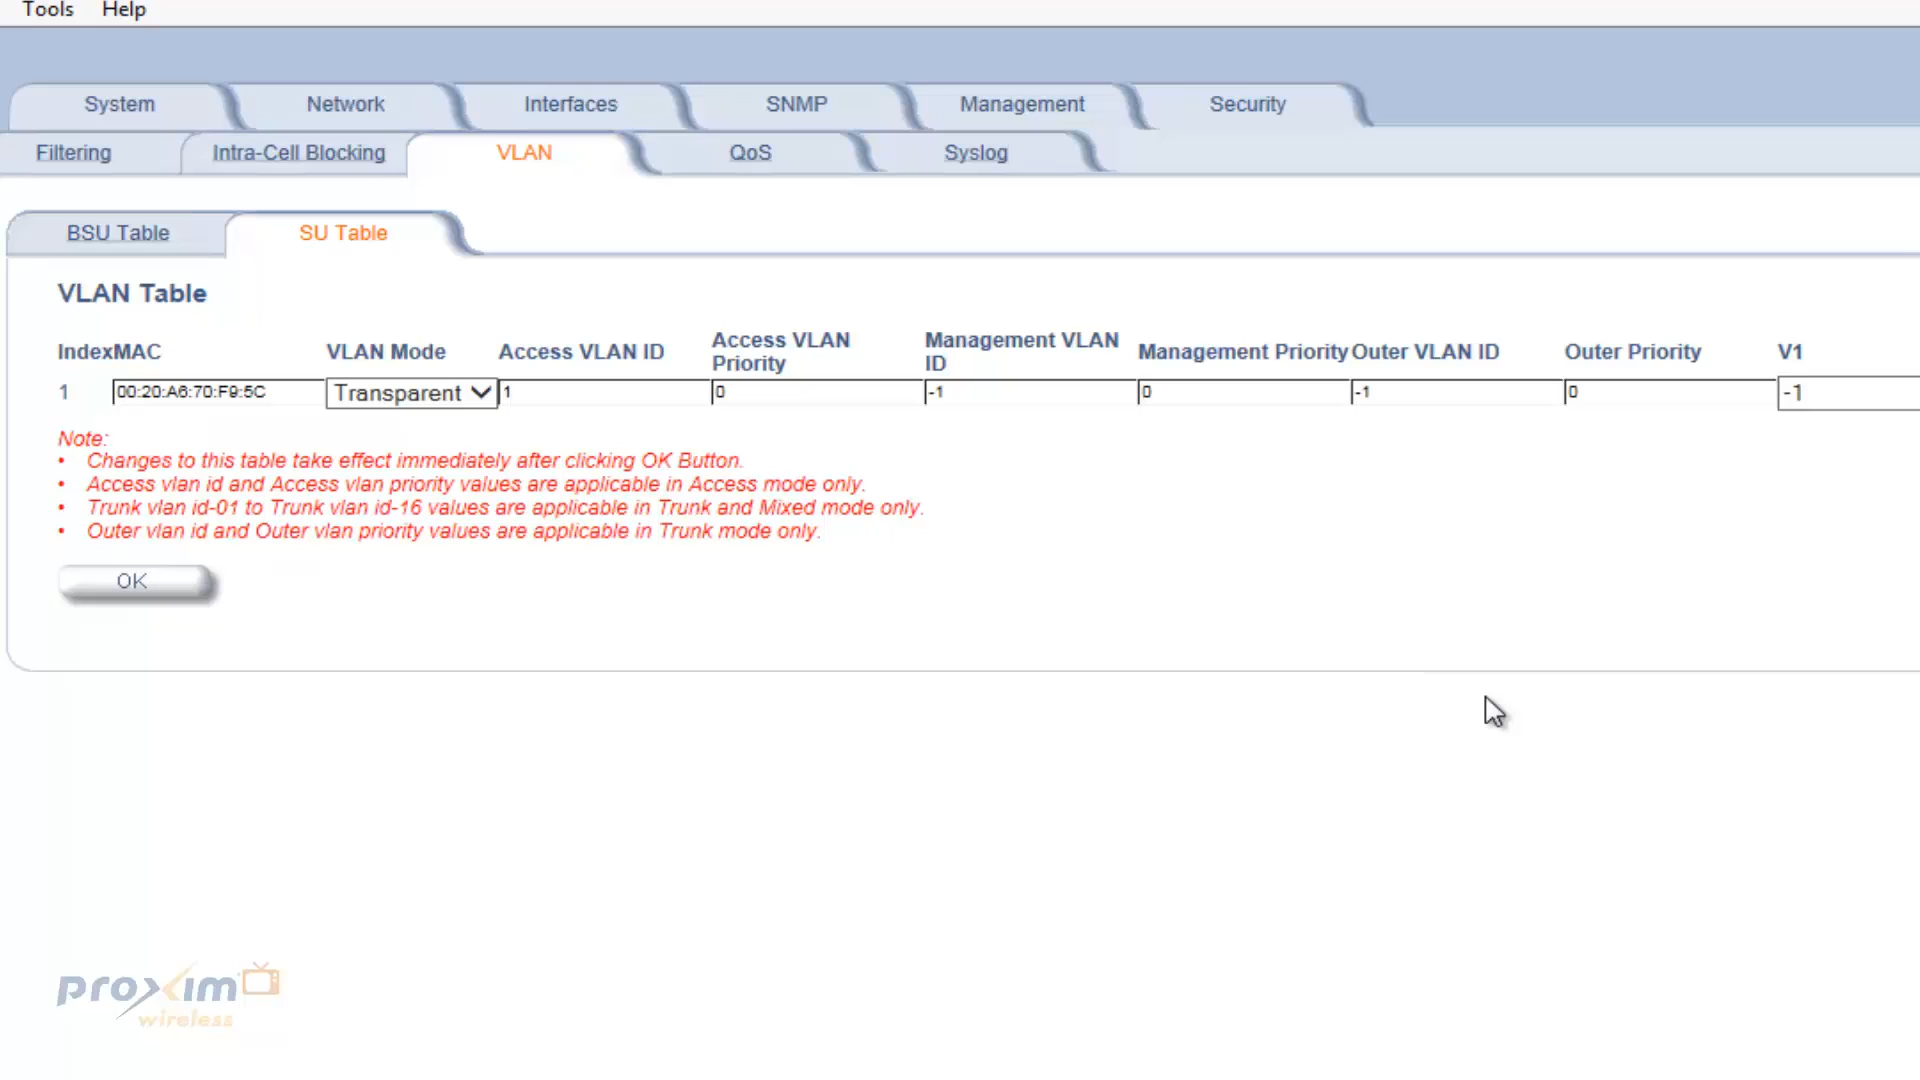 Tools Help
System Network Interfaces SNMP Management Security
Filtering Intra-Cell Blocking VLAN QoS Syslog
BSU Table SU Table
VLAN Table
Index MAC VLAN Mode Access VLAN ID Access VLAN Priority Management VLAN ID Management Priority Outer VLAN ID Outer Priority V1
1 00:20:A6:70:F9:5C Transparent 1 0 -1 0 -1 0 -1
Note:
• Changes to this table take effect immediately after clicking OK Button.
• Access vlan id and Access vlan priority values are applicable in Access mode only.
• Trunk vlan id-01 to Trunk vlan id-16 values are applicable in Trunk and Mixed mode only.
• Outer vlan id and Outer vlan priority values are applicable in Trunk mode only.
OK
proxim
wireless